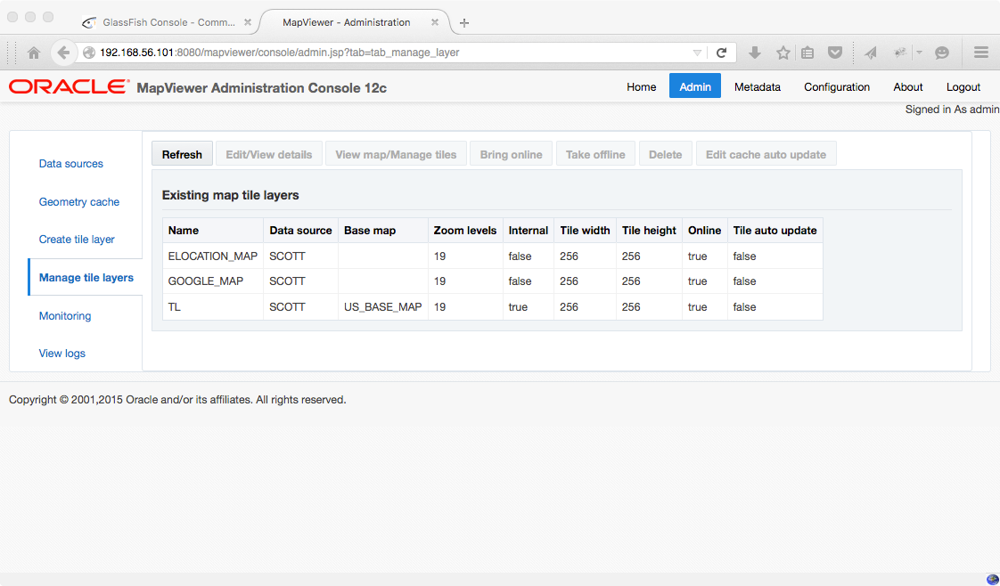 GlassFish Console - Comm... MapViewer - Administration
192.168.56.101:8080/mapviewer/console/admin.jsp?tab=tab_manage_layer
ORACLE MapViewer Administration Console 12c Home Admin Metadata Configuration About Logout
Signed in As admin
Data sources
Geometry cache
Create tile layer
Manage tile layers
Monitoring
View logs
Refresh Edit/View details View map/Manage tiles Bring online Take offline Delete Edit cache auto update
Existing map tile layers
Name Data source Base map Zoom levels Internal Tile width Tile height Online Tile auto update
ELOCATION_MAP SCOTT 19 false 256 256 true false
GOOGLE_MAP SCOTT 19 false 256 256 true false
TL SCOTT US_BASE_MAP 19 true 256 256 true false
Copyright © 2001,2015 Oracle and/or its affiliates. All rights reserved.